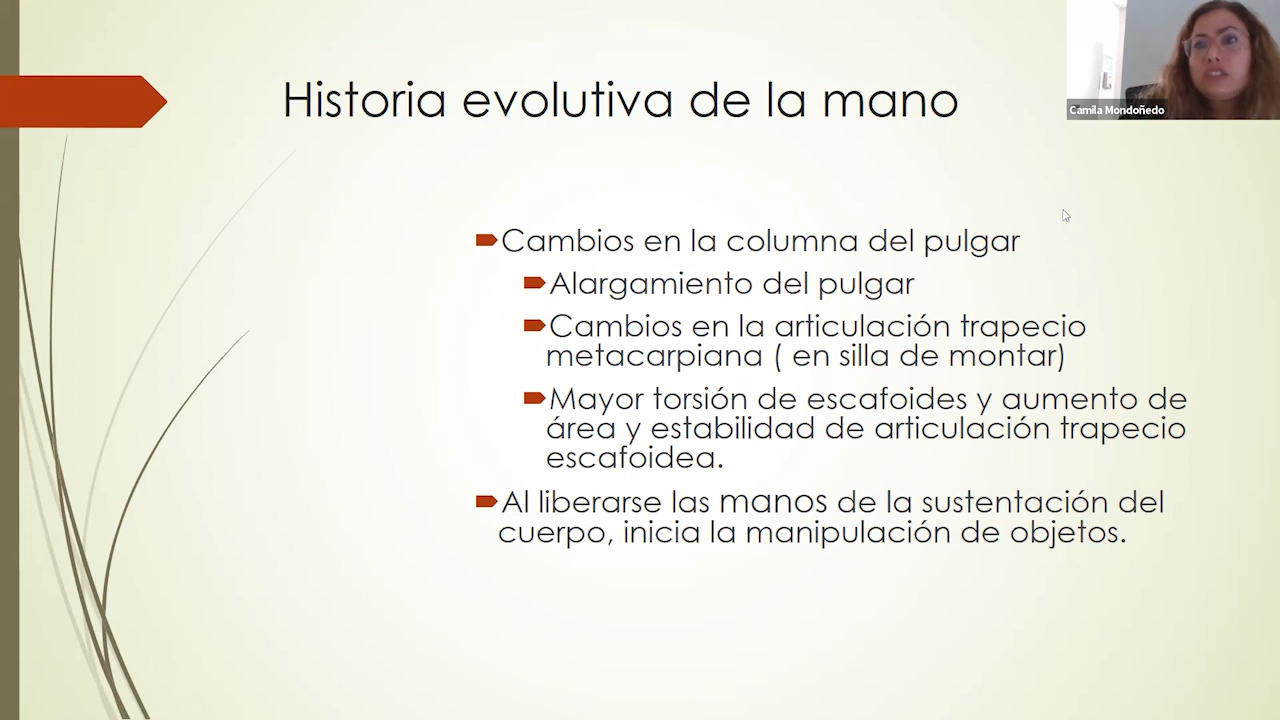 Historia evolutiva de la mano
Camila Mondoñedo
Cambios en la columna del pulgar
Alargamiento del pulgar
Cambios en la articulación trapecio
metacarpiana ( en silla de montar)
Mayor torsión de escafoides y aumento de
área y estabilidad de articulación trapecio
escafoidea.
Al liberarse las manos de la sustentación del
cuerpo, inicia la manipulación de objetos.